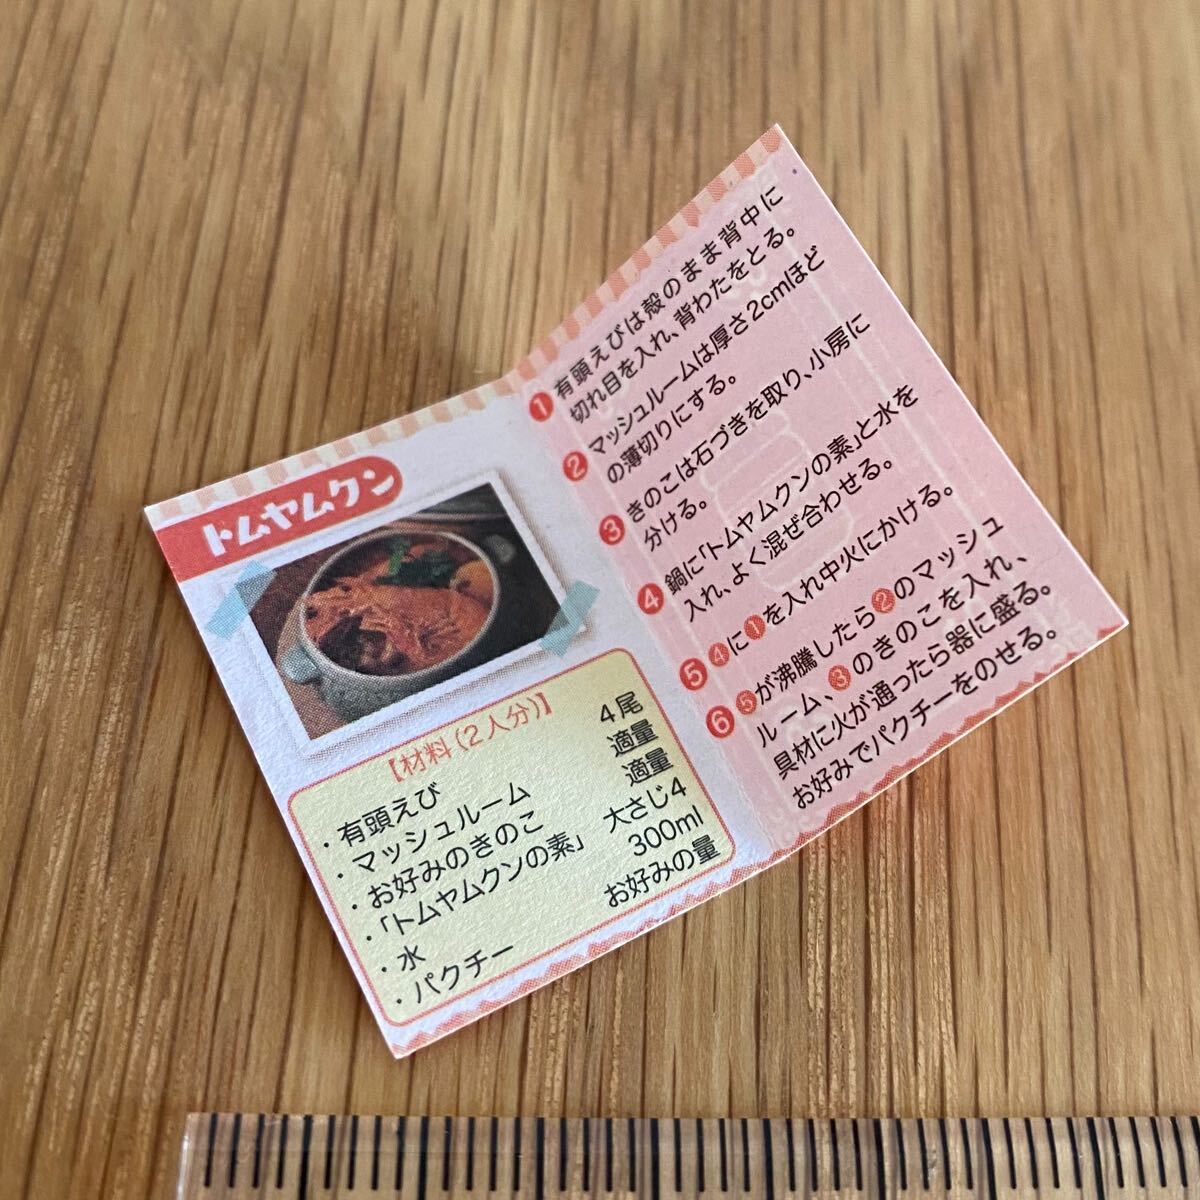 トムヤムクン
【材料(2人分)】
・有頭えび 4尾
・マッシュルーム 適量
・お好みのきのこ 適量
・「トムヤムクンの素」 大さじ4
・水 300ml
・パクチー お好みの量
1 有頭えびは殻のまま背中に
切れ目を入れ、背わたをとる。
2 マッシュルームは厚さ2cmほど
の薄切りにする。
3 きのこは石づきを取り、小房に
分ける。
4 鍋に「トムヤムクンの素」と水を
入れ、よく混ぜ合わせる。
5 4に1を入れ中火にかける。
6 5が沸騰したら2のマッシュ
ルーム、3のきのこを入れ、
具材に火が通ったら器に盛る。
お好みでパクチーをのせる。